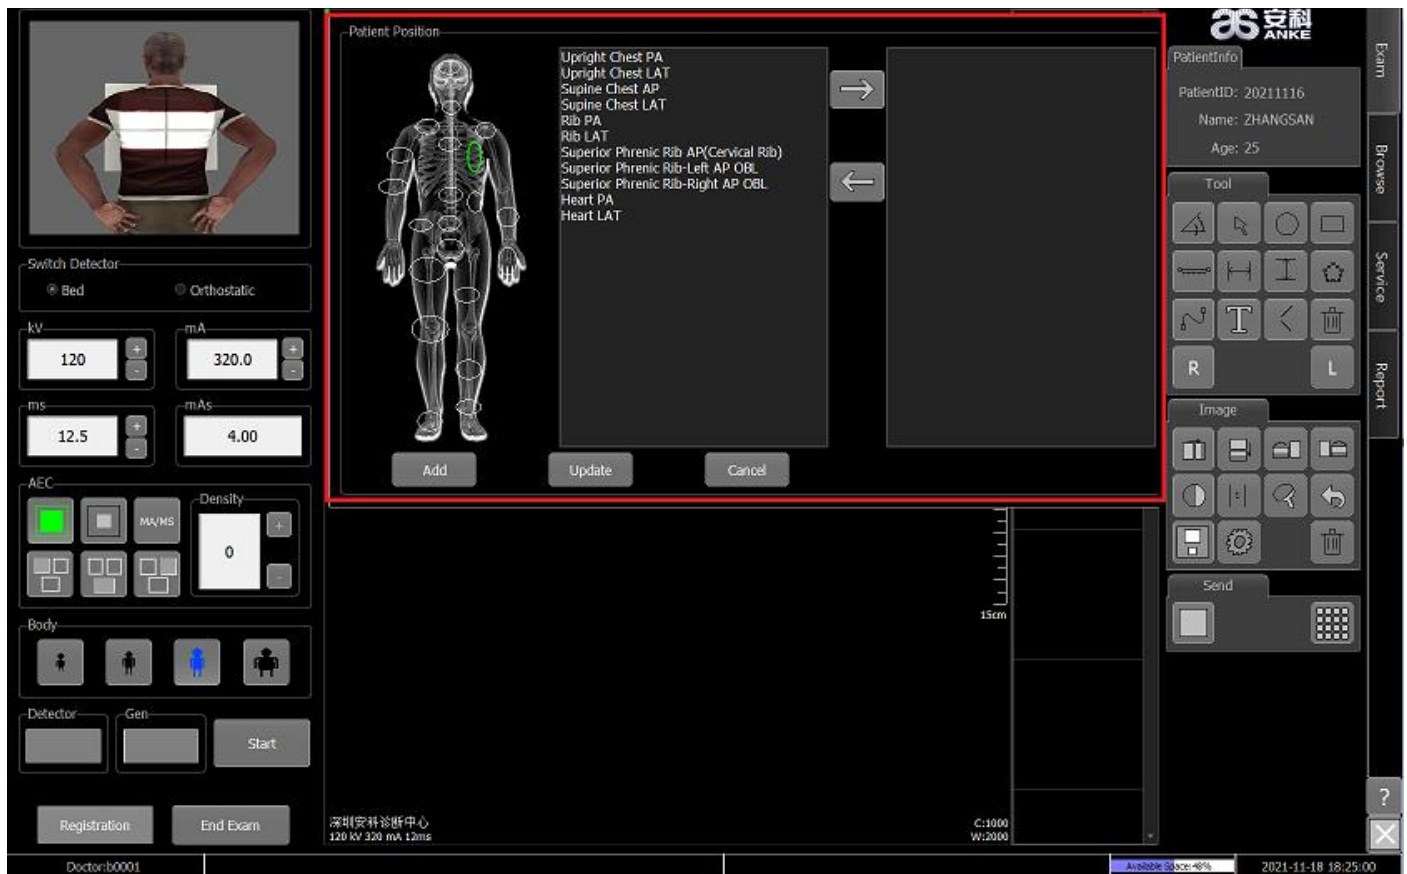 Patient Position
Upright Chest PA
Upright Chest LAT
Supine Chest AP
Supine Chest LAT
Rib PA
Rib LAT
Superior Phrenic Rib AP(Cervical Rib)
Superior Phrenic Rib-Left AP OBL
Superior Phrenic Rib-Right AP OBL
Heart PA
Heart LAT
Add
Update
Cancel
Switch Detector
Bed
Orthostatic
kV
mA
120
+
-
320.0
+
-
ms
mAs
12.5
+
-
4.00
AEC
MA/MS
Density
0
+
-
Body
Detector
Gen
Start
Registration
End Exam
15cm
深圳安科诊断中心
120 kV 320 mA 12ms
C:1000
W:2000
安科
ANKE
PatientInfo
PatientID: 20211116
Name: ZHANGSAN
Age: 25
Tool
T
R
L
Image
Send
Exam
Browse
Service
Report
?
Doctor:b0001
Available Space:48%
2021-11-18 18:25:00